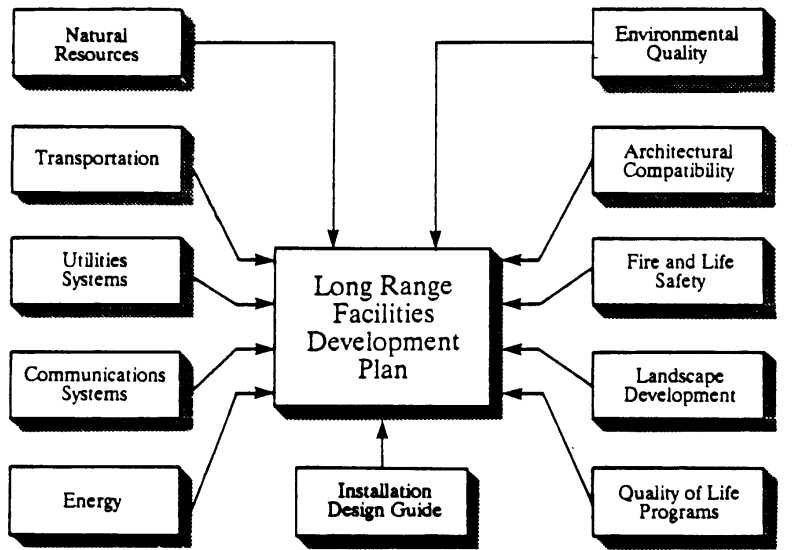 Natural
Resources
Environmental
Quality
Transportation
Architectural
Compatibility
Utilities
Systems
Long Range
Facilities
Development
Plan
Fire and Life
Safety
Communications
Systems
Landscape
Development
Energy
Installation
Design Guide
Quality of Life
Programs